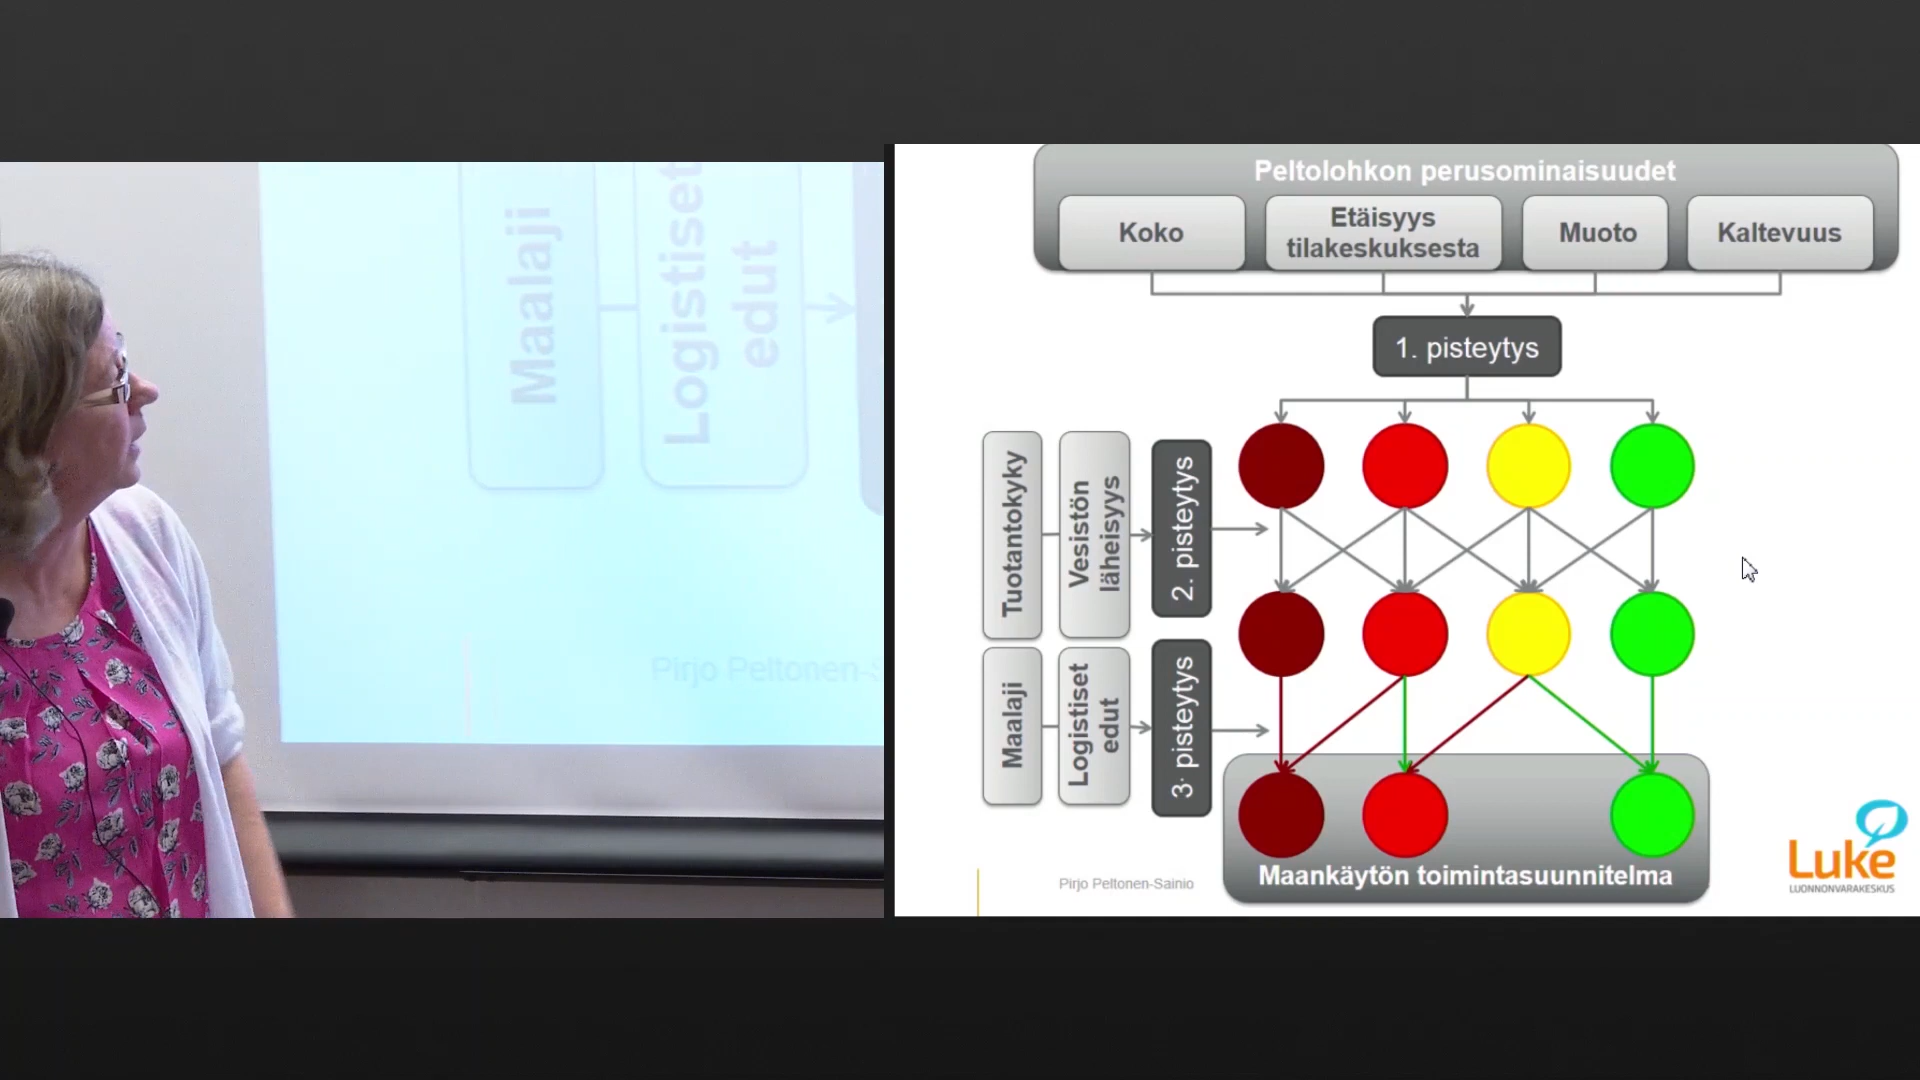 Maalaji
Logistiset
edut
Pirjo Peltonen-S
Peltolohkon perusominaisuudet
Koko
Etäisyys
tilakeskuksesta
Muoto
Kaltevuus
1. pisteytys
Tuotantokyky
Vesistön
läheisyys
2. pisteytys
Maalaji
Logistiset
edut
3. pisteytys
Maankäytön toimintasuunnitelma
Pirjo Peltonen-Sainio
Luke
LUONNONVARAKESKUS